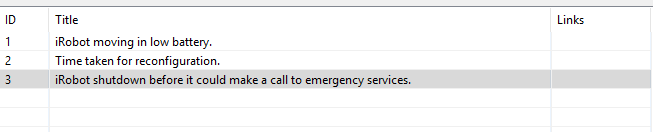 ID Title Links
1 iRobot moving in low battery.
2 Time taken for reconfiguration.
3 iRobot shutdown before it could make a call to emergency services.